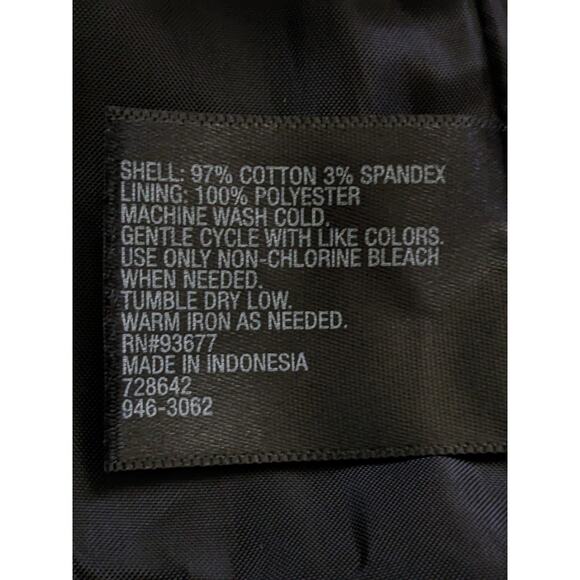 SHELL: 97% COTTON 3% SPANDEX
LINING: 100% POLYESTER
MACHINE WASH COLD,
GENTLE CYCLE WITH LIKE COLORS.
USE ONLY NON-CHLORINE BLEACH
WHEN NEEDED.
TUMBLE DRY LOW.
WARM IRON AS NEEDED.
RN#93677
MADE IN INDONESIA
728642
946-3062